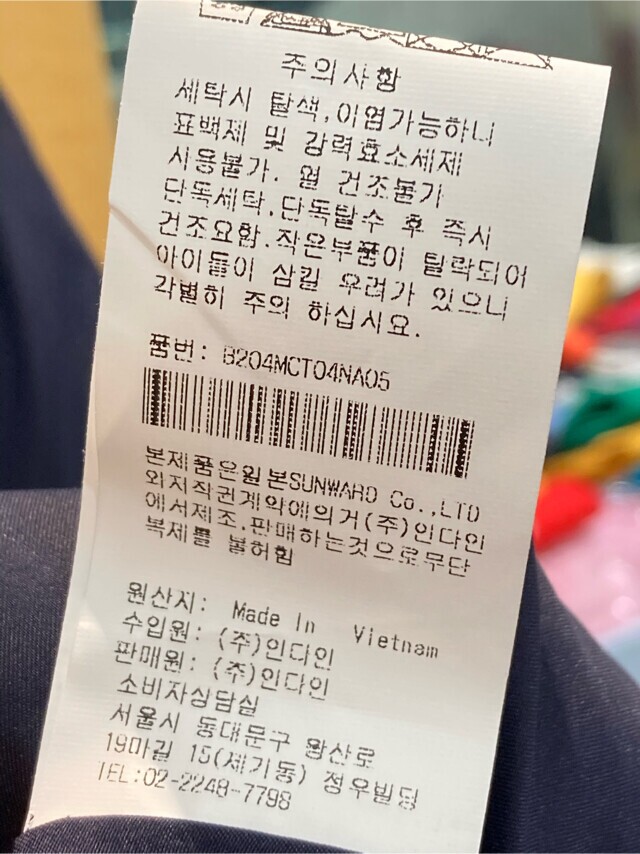 주의사항
세탁시 탈색,이염가능하니
표백제 및 강력효소세제
사용불가. 열 건조불가
단독세탁.단독탈수 후 즉시
건조요함.작은부품이 탈락되어
아이들이 삼킬 우려가 있으니
각별히 주의 하십시요.
품번: B204MCT04NA05
본제품은일본SUNWARD Co.,LTD
와저작권계약에의거(주)인다인
에서제조.판매하는것으로무단
복제를 불허함
원산지: Made In Vietnam
수입원: (주)인다인
판매원: (주)인다인
소비자상담실
서울시 동대문구 왕산로
19마길 15(제기동) 정우빌딩
TEL:02-2248-7798